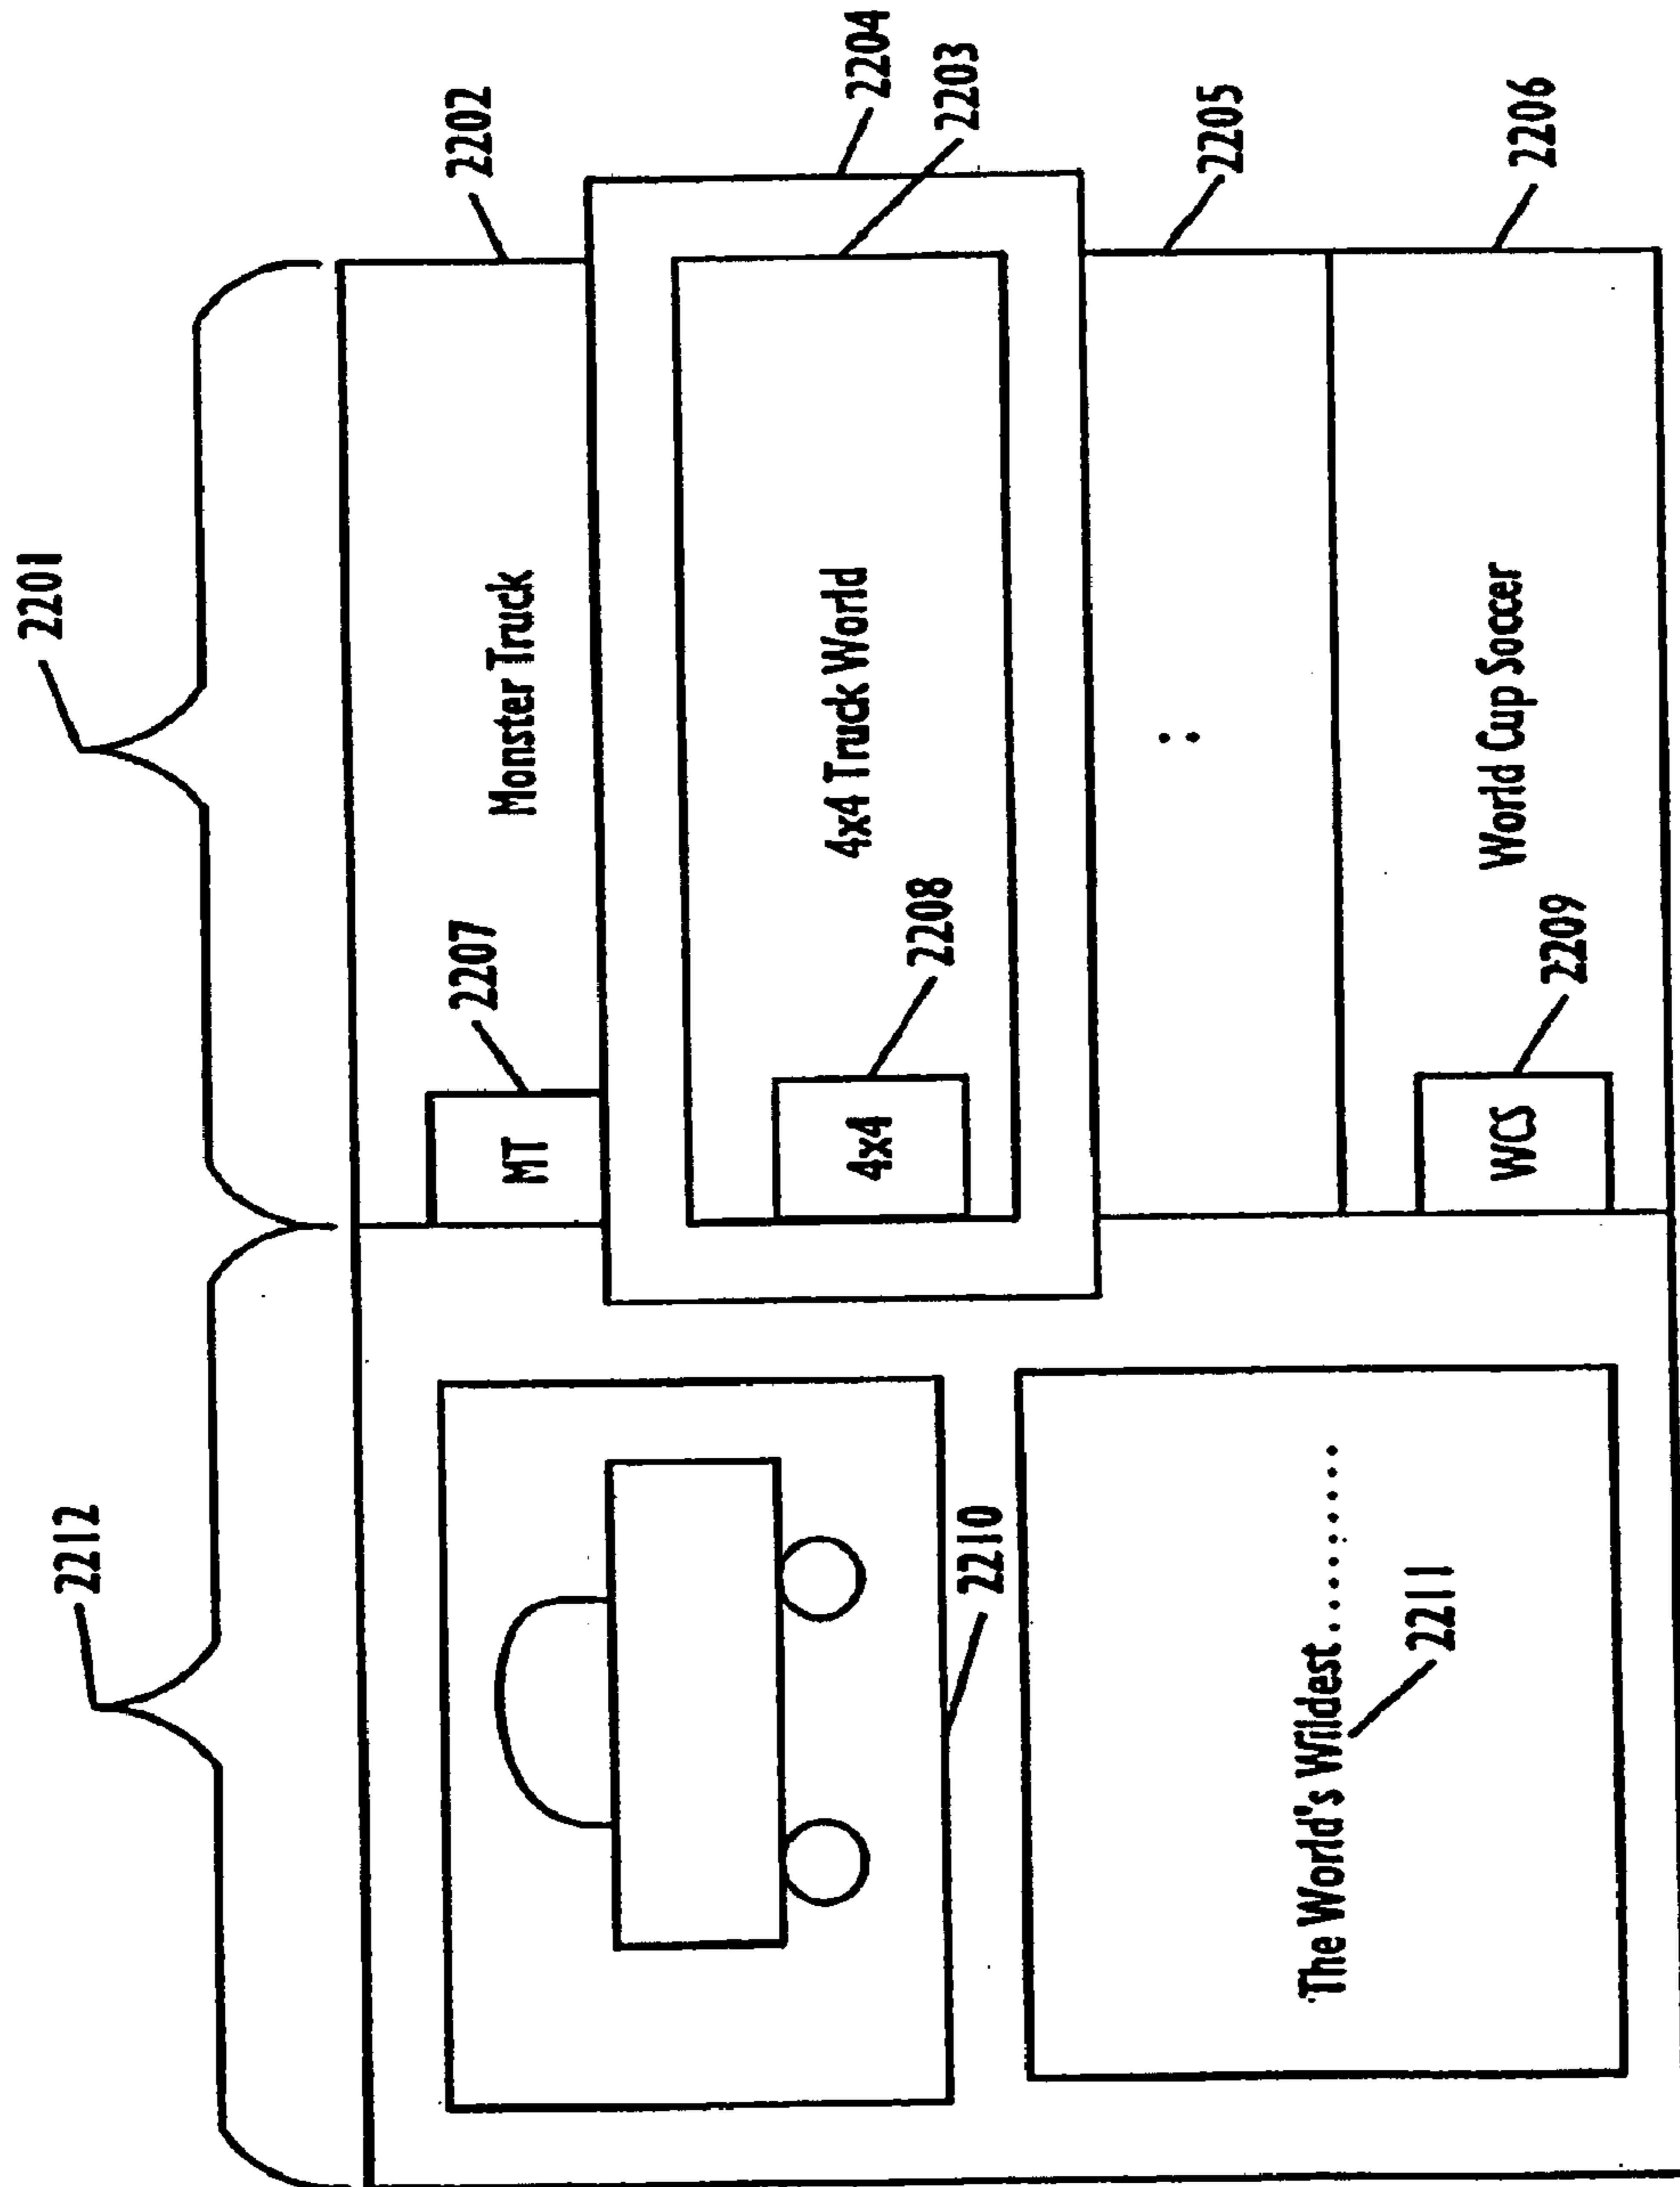 2212
2201
2202
Monster Truck
2207
MT
2204
2203
4x4 Truck World
2208
4x4
2210
2205
:
2206
World Cup Soccer
2209
WCS
The World's Wildest..........
2211